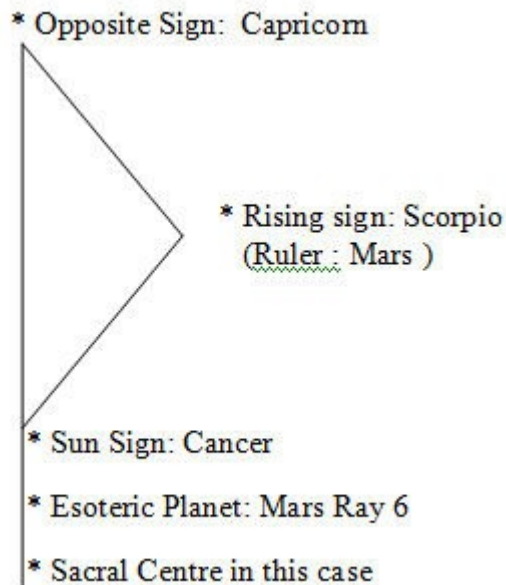 * Opposite Sign: Capricorn
* Rising sign: Scorpio
(Ruler : Mars )
* Sun Sign: Cancer
* Esoteric Planet: Mars Ray 6
* Sacral Centre in this case